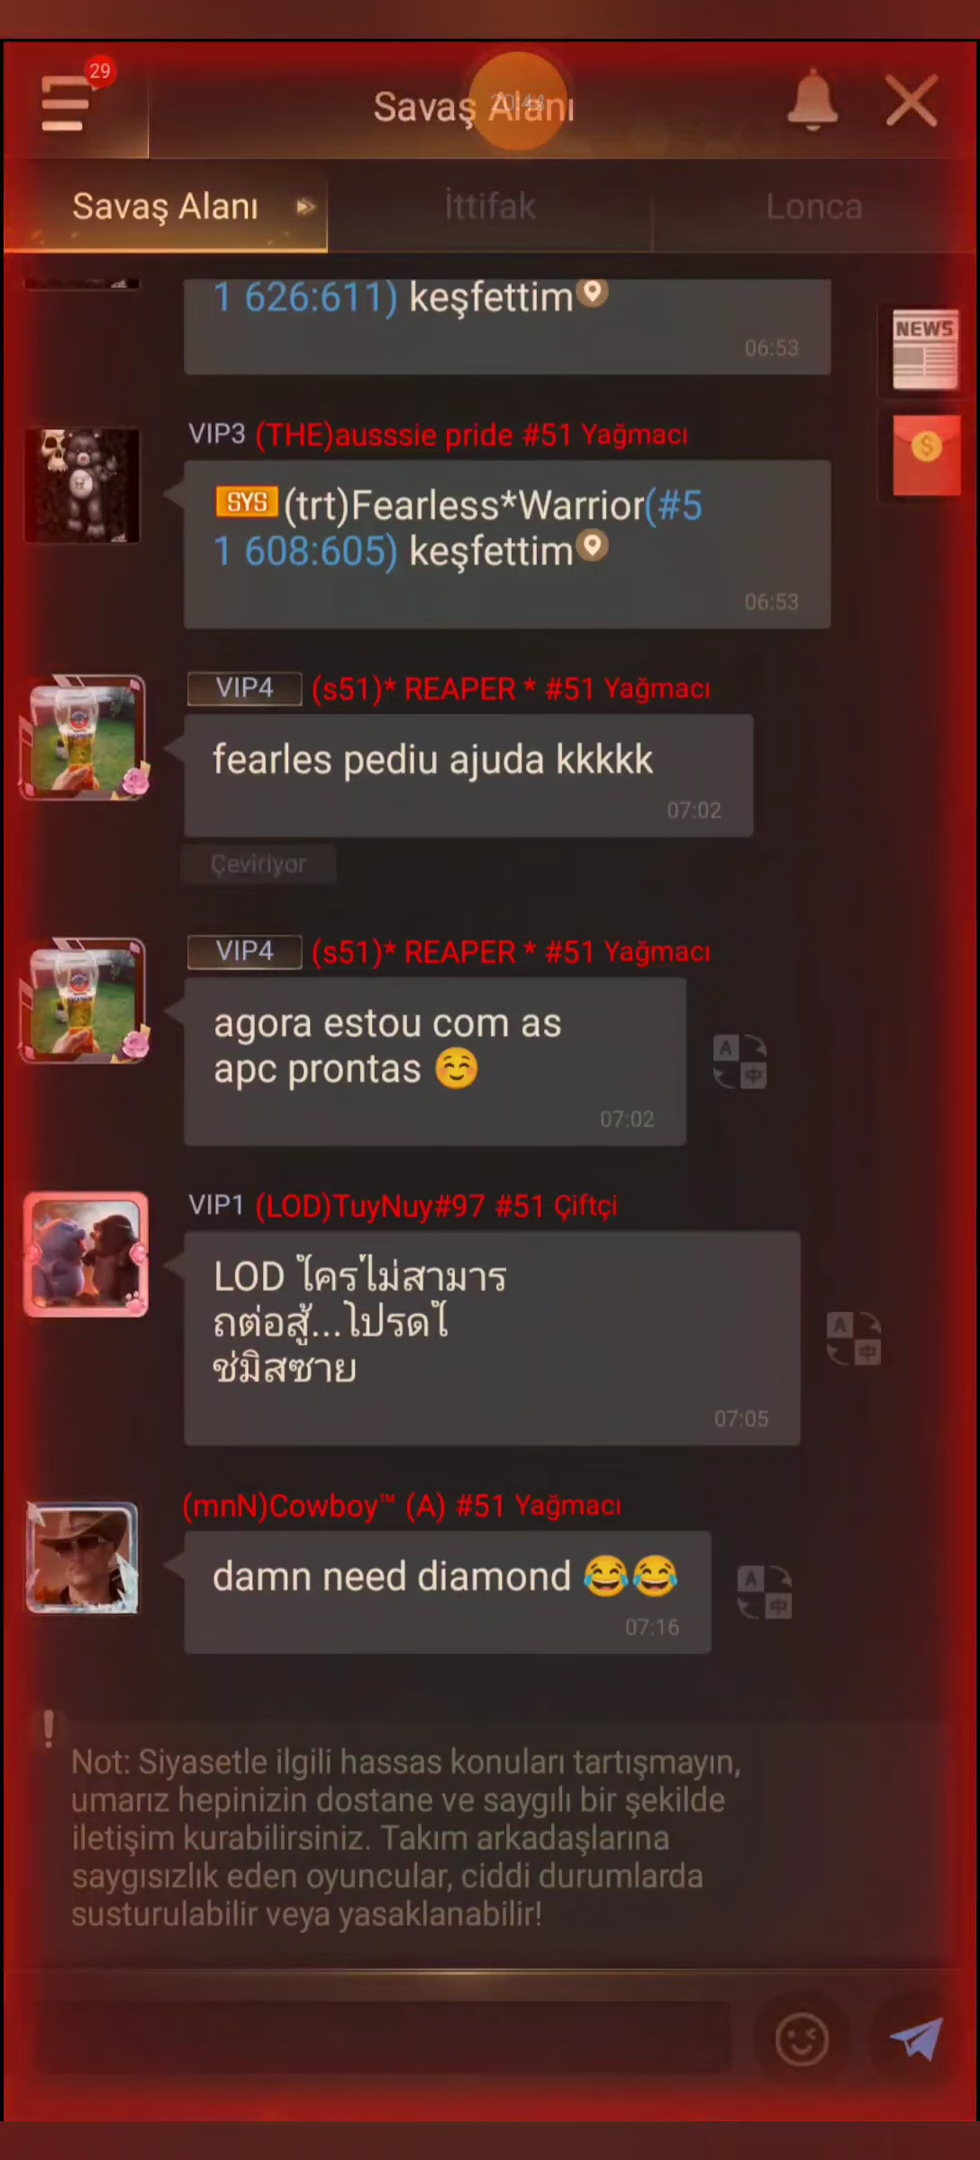 29
Savaş Alanı
20:44
Savaş Alanı
İttifak
Lonca
1 626:611) keşfettim
06:53
NEWS
VIP3 (THE)ausssie pride #51 Yağmacı
SYS (trt)Fearless*Warrior(#5
1 608:605) keşfettim
06:53
VIP4 (s51)* REAPER * #51 Yağmacı
fearles pediu ajuda kkkkk
07:02
Çeviriyor
VIP4 (s51)* REAPER * #51 Yağmacı
agora estou com as
apc prontas ☺️
07:02
VIP1 (LOD)TuyNuy#97 #51 Çiftçi
LOD ใครไม่สามาร
ถต่อสู้...โปรดใ
ช่มิสซาย
07:05
(mnN)Cowboy™ (A) #51 Yağmacı
damn need diamond 😂😂
07:16
Not: Siyasetle ilgili hassas konuları tartışmayın,
umarız hepinizin dostane ve saygılı bir şekilde
iletişim kurabilirsiniz. Takım arkadaşlarına
saygısızlık eden oyuncular, ciddi durumlarda
susturulabilir veya yasaklanabilir!